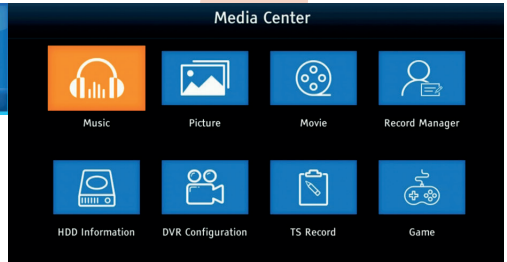 Media Center
Music Picture Movie Record Manager
HDD Information DVR Configuration TS Record Game